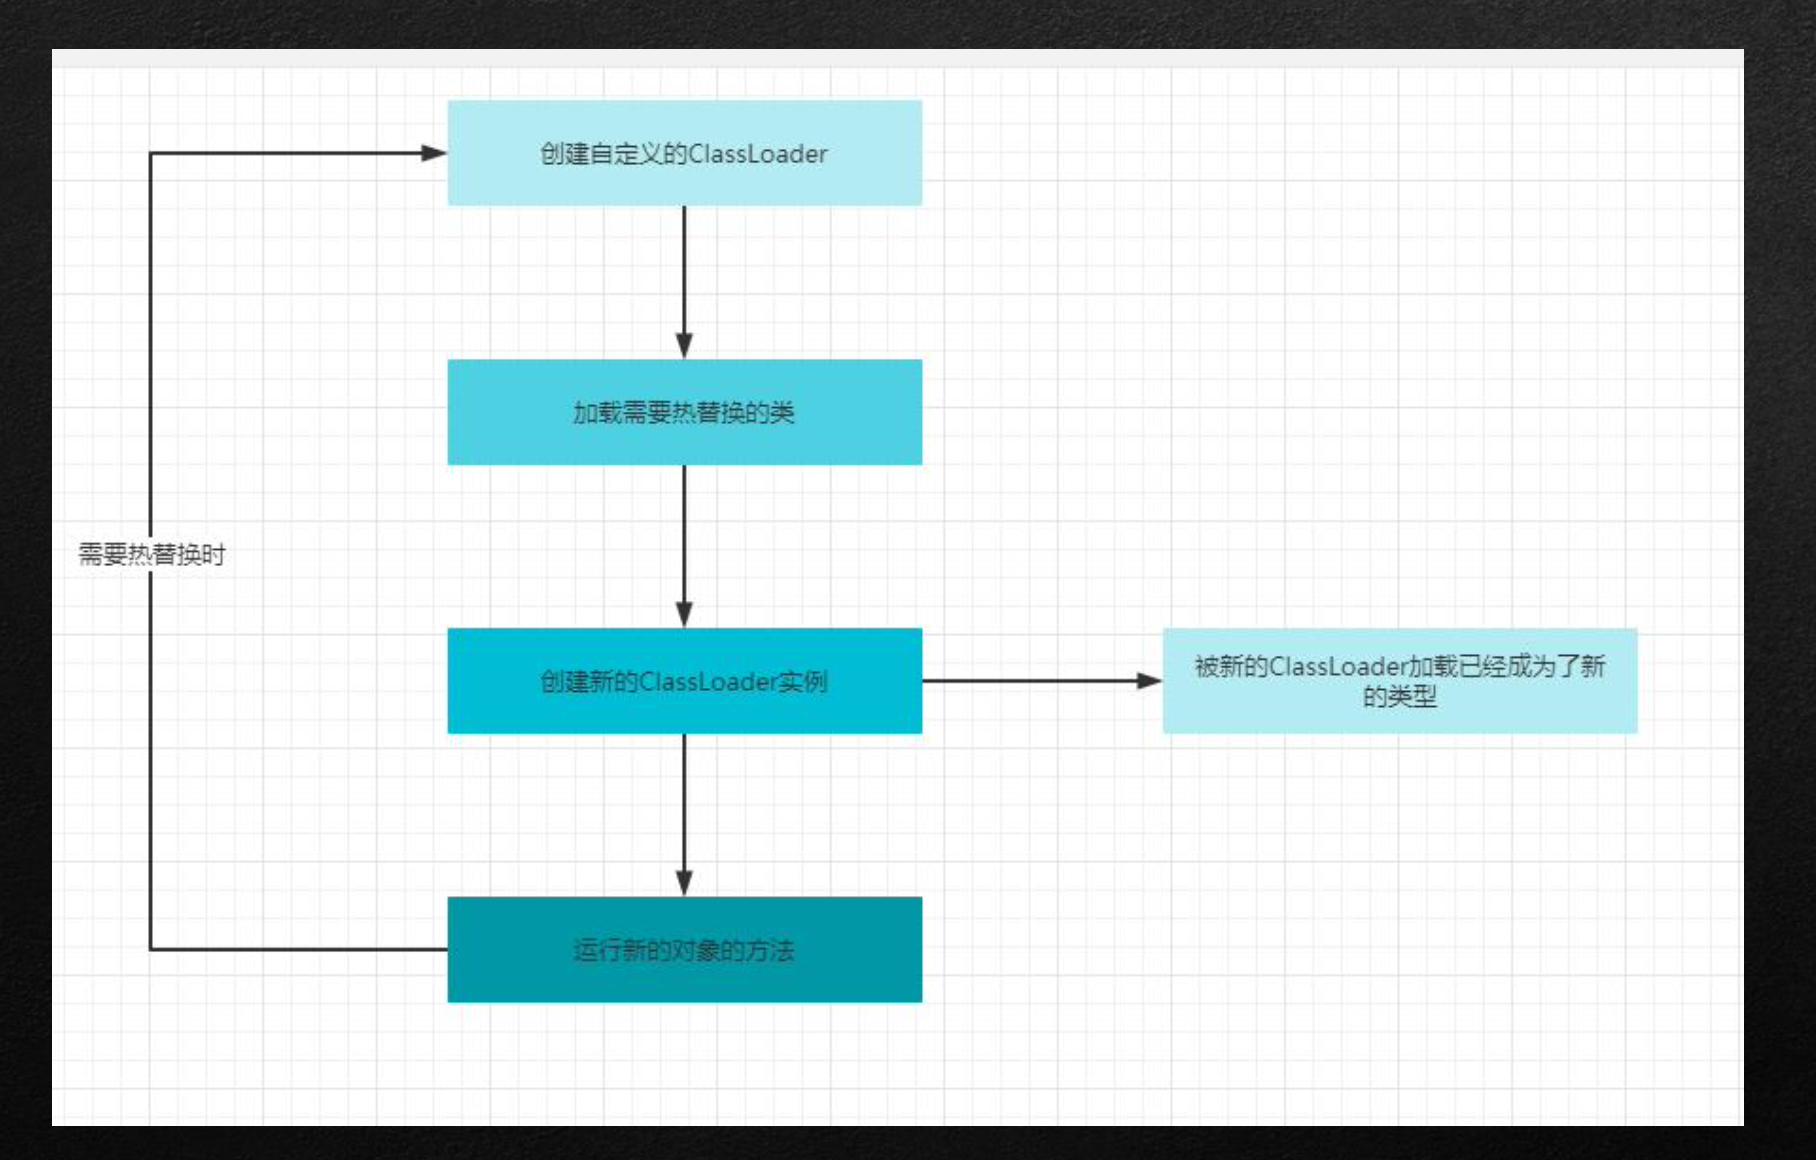 创建自定义的ClassLoader
加载需要热替换的类
需要热替换时
创建新的ClassLoader实例
被新的ClassLoader加载已经成为了新
的类型
运行新的对象的方法